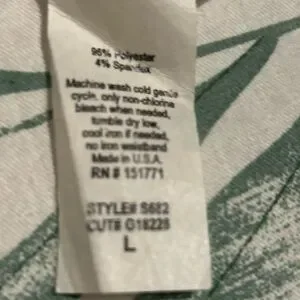 96% Polyester
4% Spandex
Machine wash cold gentle
cycle, only non-chlorine
bleach when needed,
tumble dry low,
cool iron if needed,
no iron waistband
Made in U.S.A.
RN # 151771
STYLE# S682
CUT# G18228
L